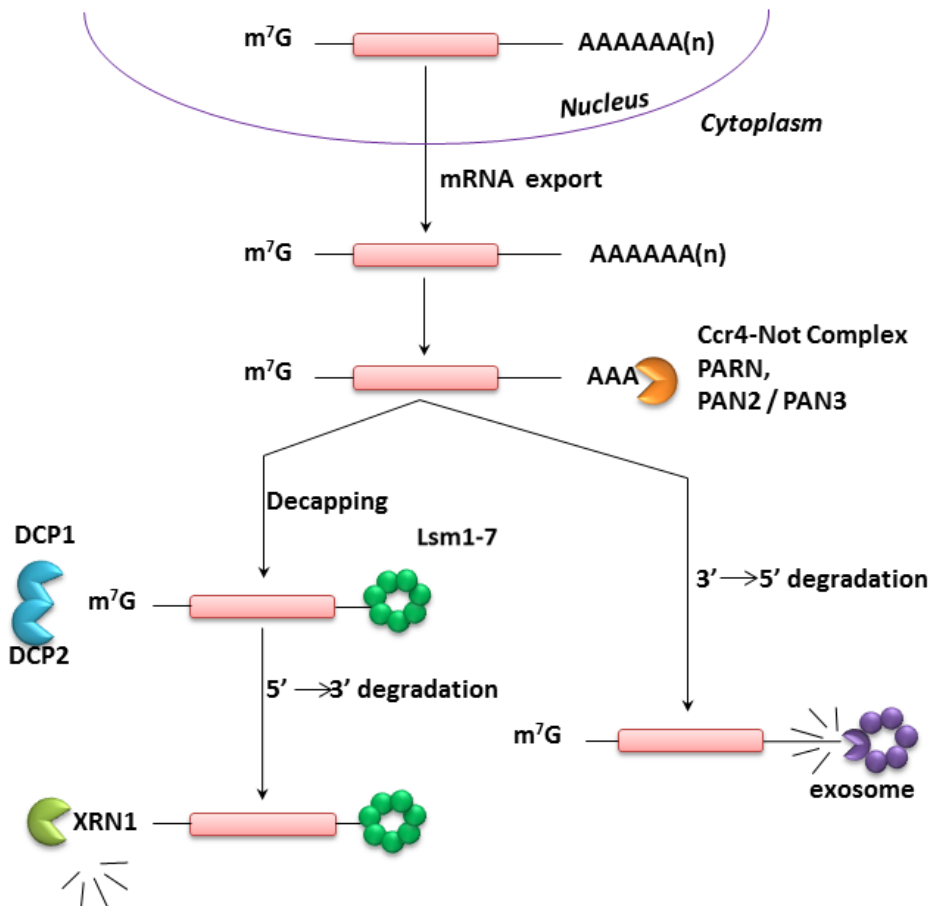 m⁷G AAAAAA(n)
Nucleus
Cytoplasm
mRNA export
m⁷G AAAAAA(n)
Ccr4-Not Complex
m⁷G AAA PARN,
PAN2 / PAN3
Decapping
DCP1 Lsm1-7
3’ → 5’ degradation
m⁷G
DCP2
5’ → 3’ degradation
m⁷G
exosome
XRN1